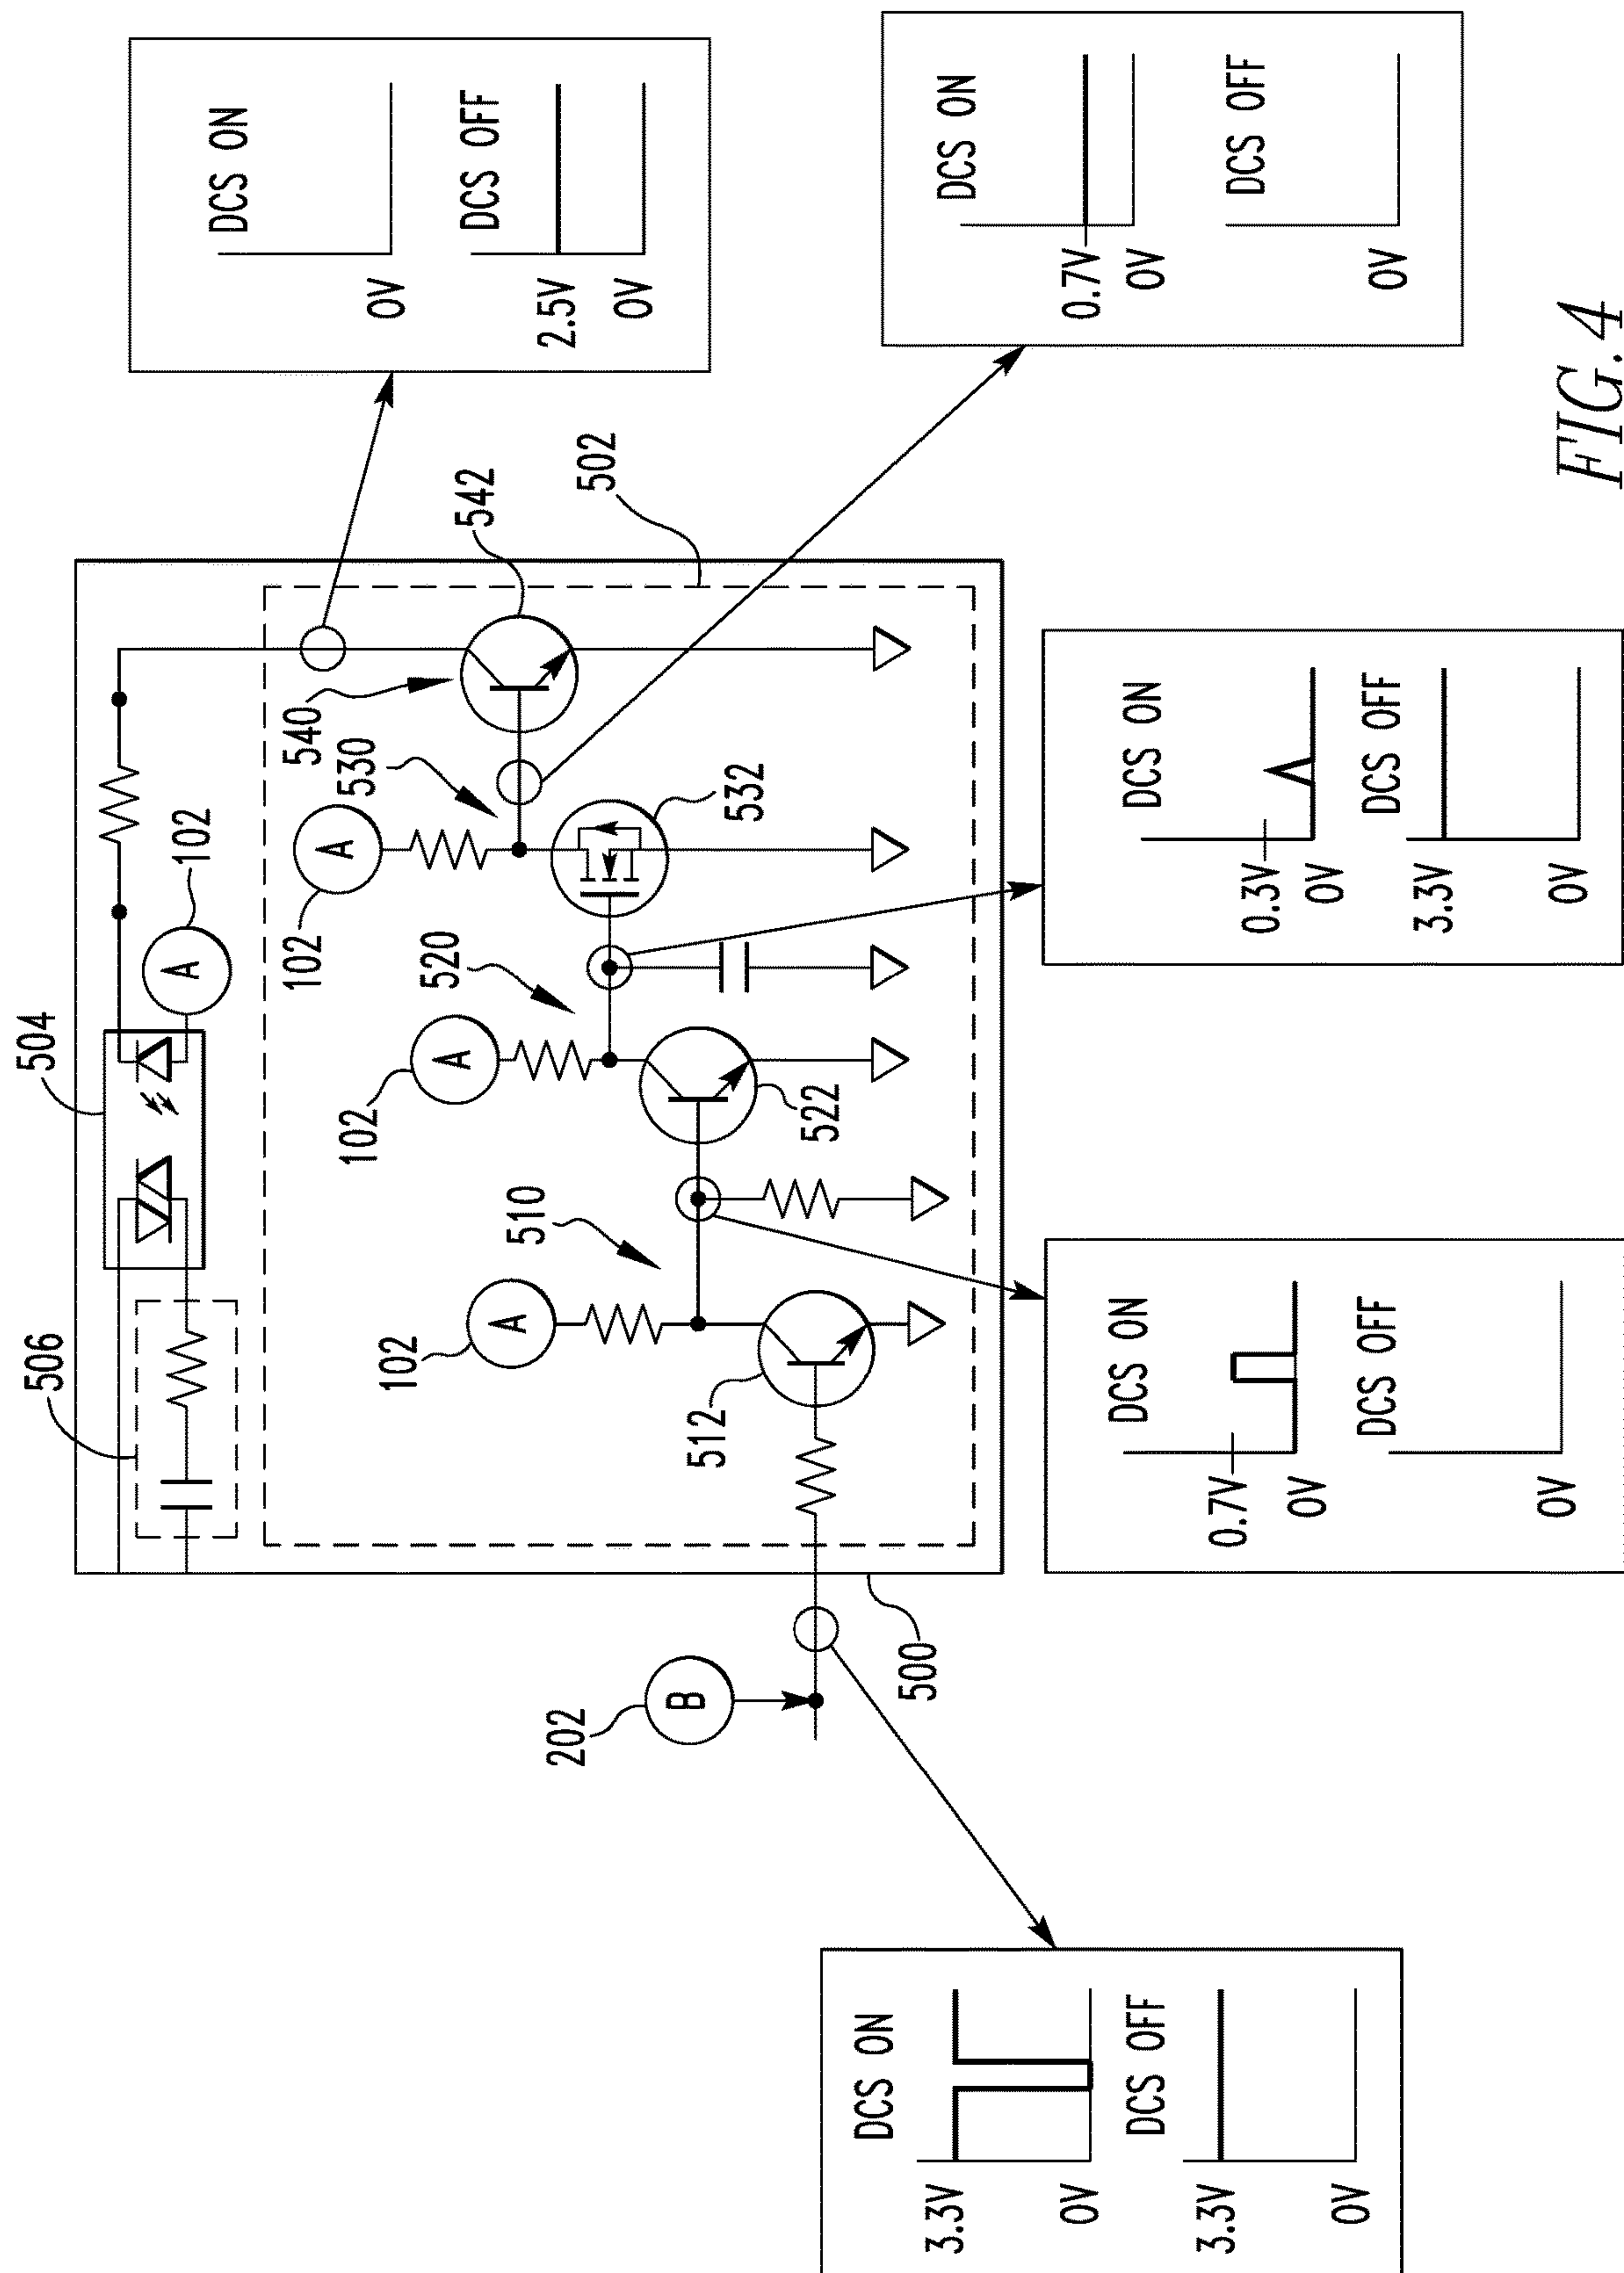 504
506
A
102
102
A
540
542
530
532
502
520
102
A
522
510
102
A
512
202
B
500
DCS ON
0V
DCS OFF
2.5V
0V
DCS ON
0.7V
0V
DCS OFF
0V
DCS ON
0.3V
0V
DCS OFF
3.3V
0V
DCS ON
0.7V
0V
DCS OFF
0V
DCS ON
3.3V
0V
DCS OFF
3.3V
0V
FIG.4